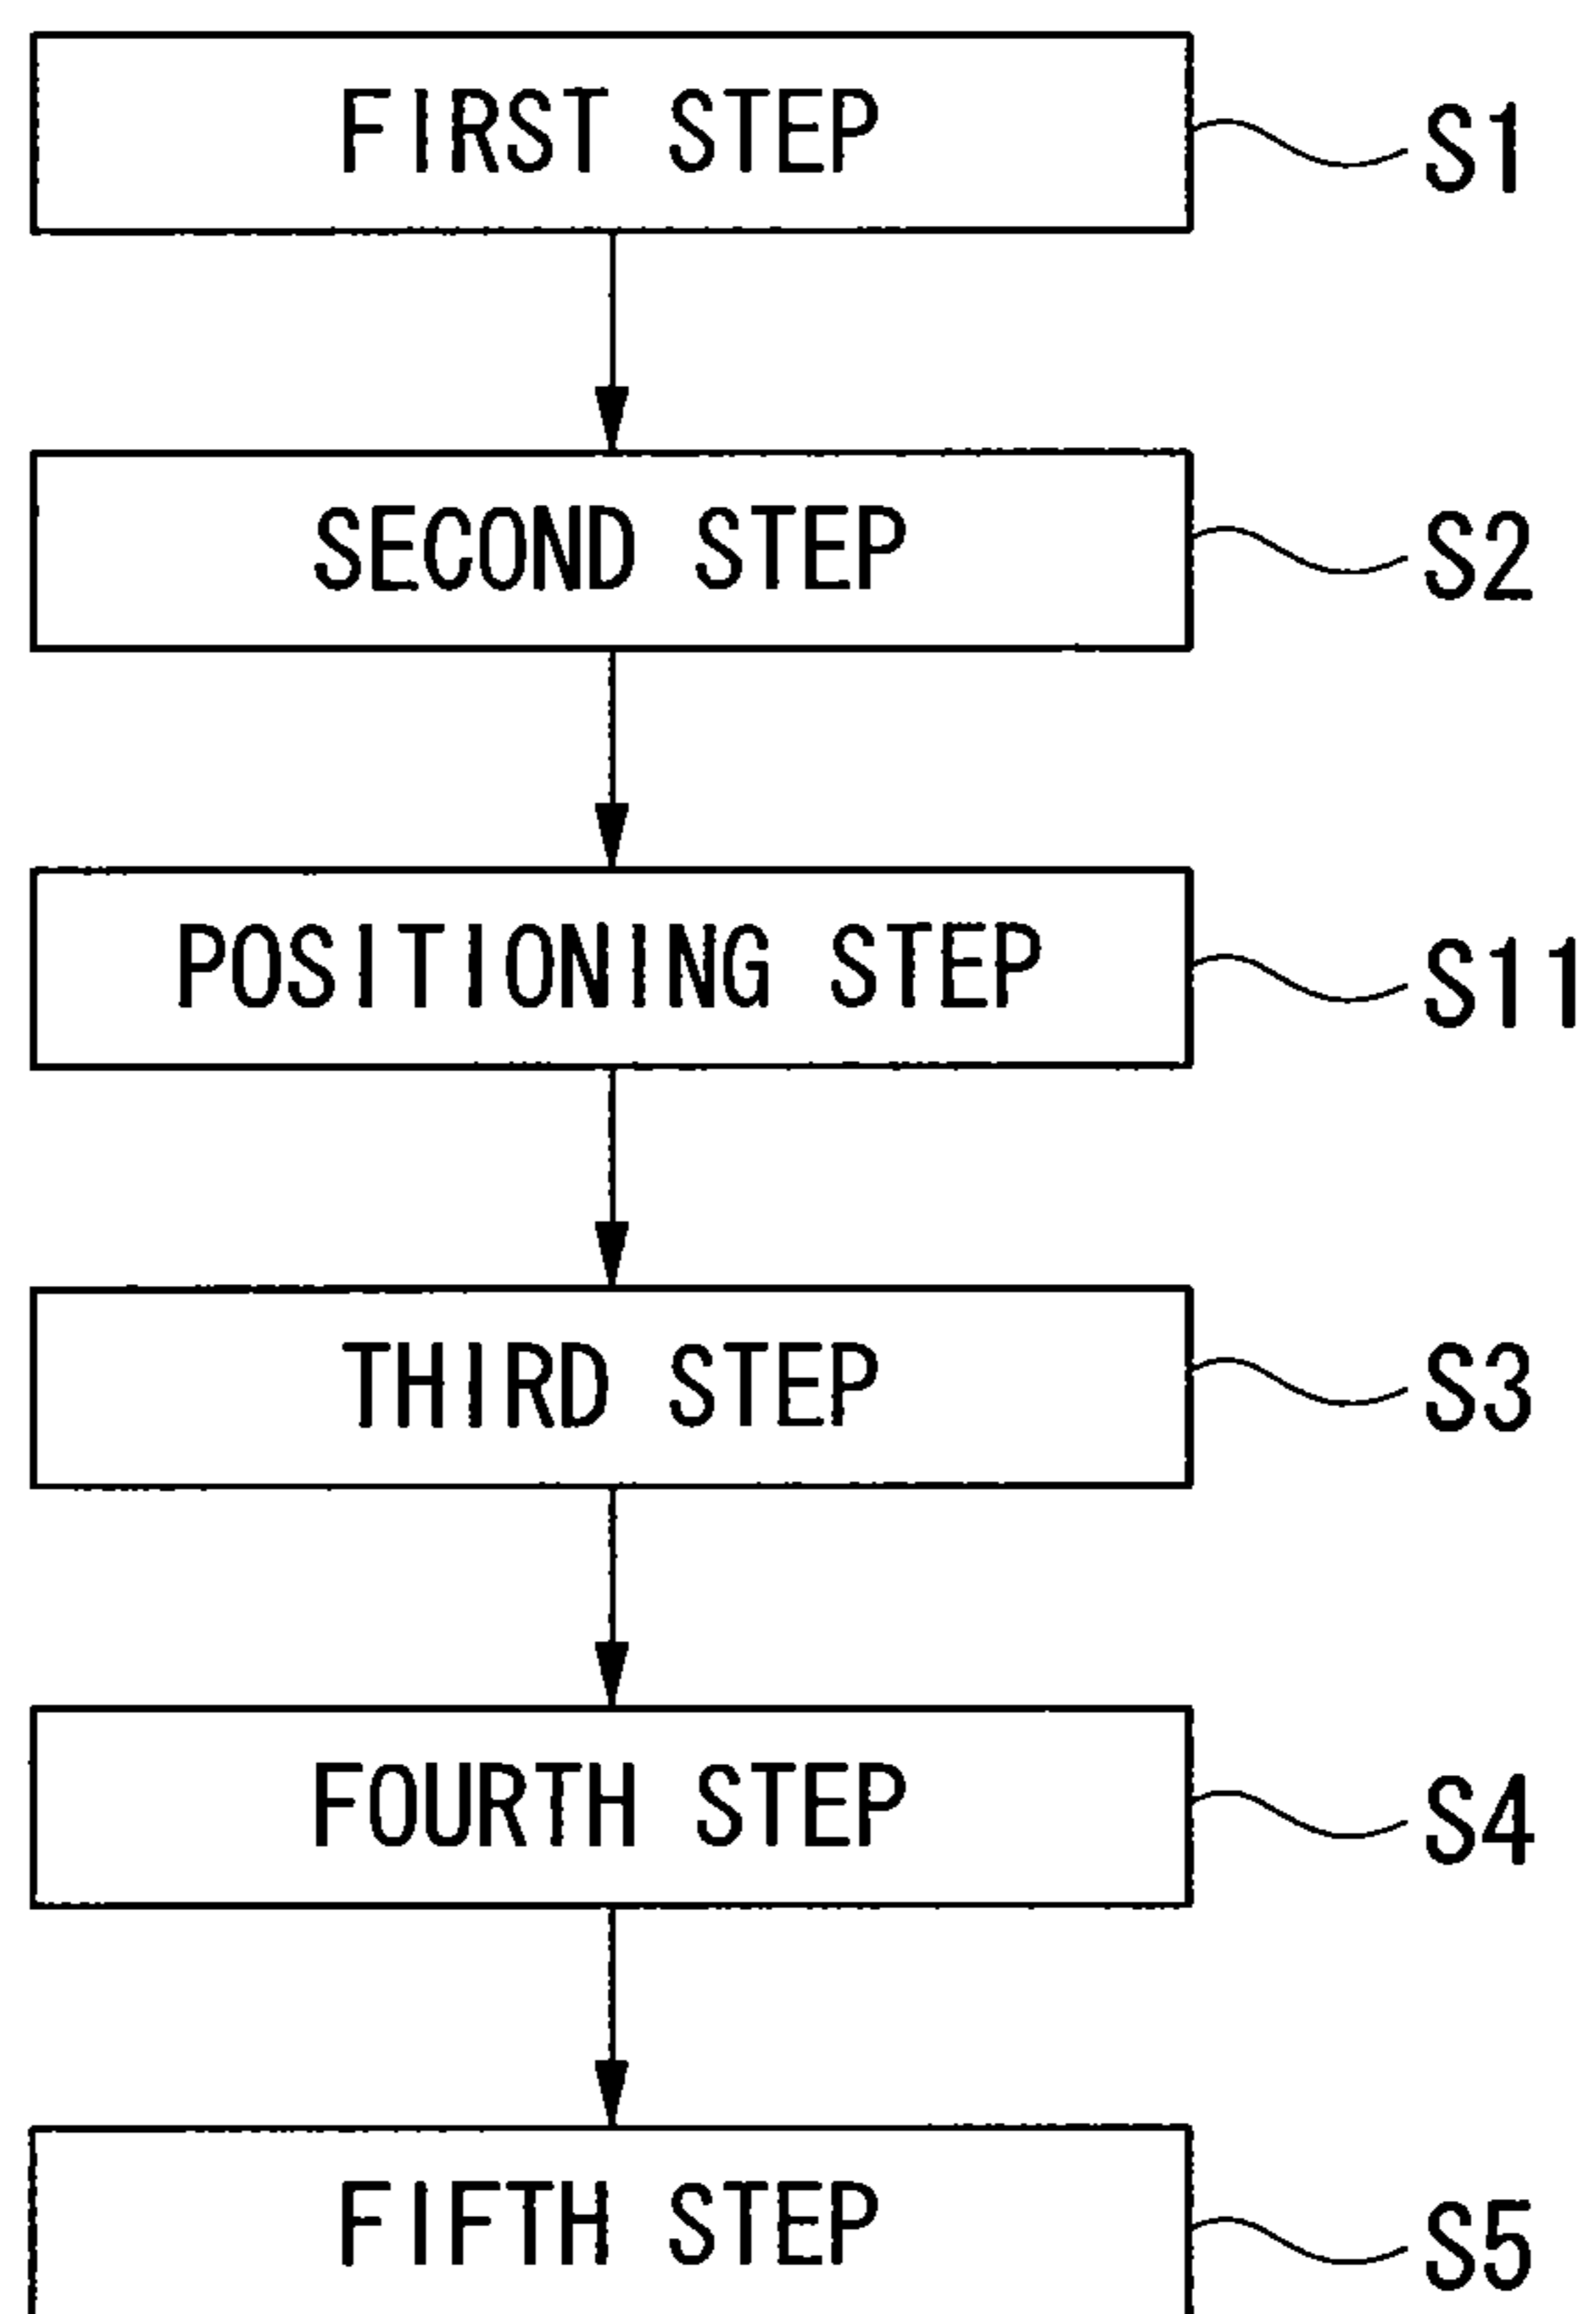 FIRST STEP S1
SECOND STEP S2
POSITIONING STEP S11
THIRD STEP S3
FOURTH STEP S4
FIFTH STEP S5